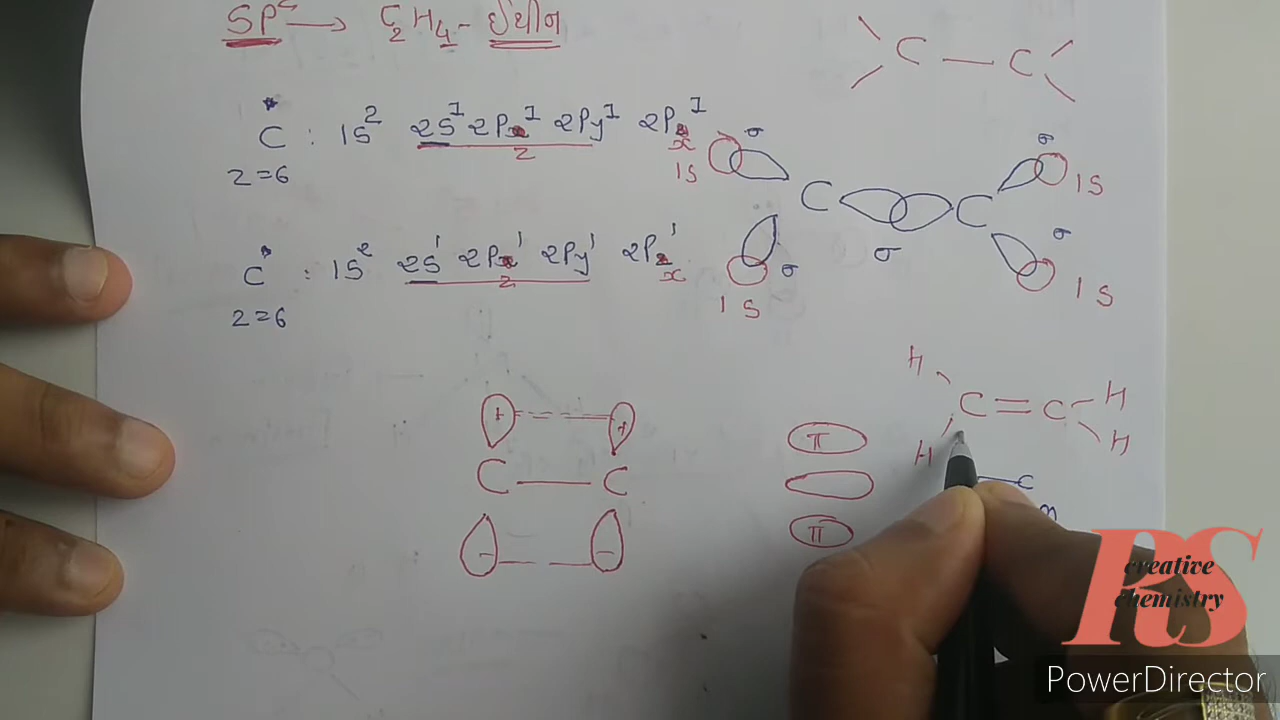 SP² → C₂H₄ - ઈથીન
C — C
C* : 1S² 2S¹ 2Pz¹ 2Py¹ 2Px¹
z=6
σ
1S
C C
σ
σ
1S
σ
1S
σ
1S
C* : 1S² 2S¹ 2Pz¹ 2Py¹ 2Px¹
z=6
H
C = C
H
H
H
+ +
C — C
- -
π
π
C
RS
creative
chemistry
PowerDirector